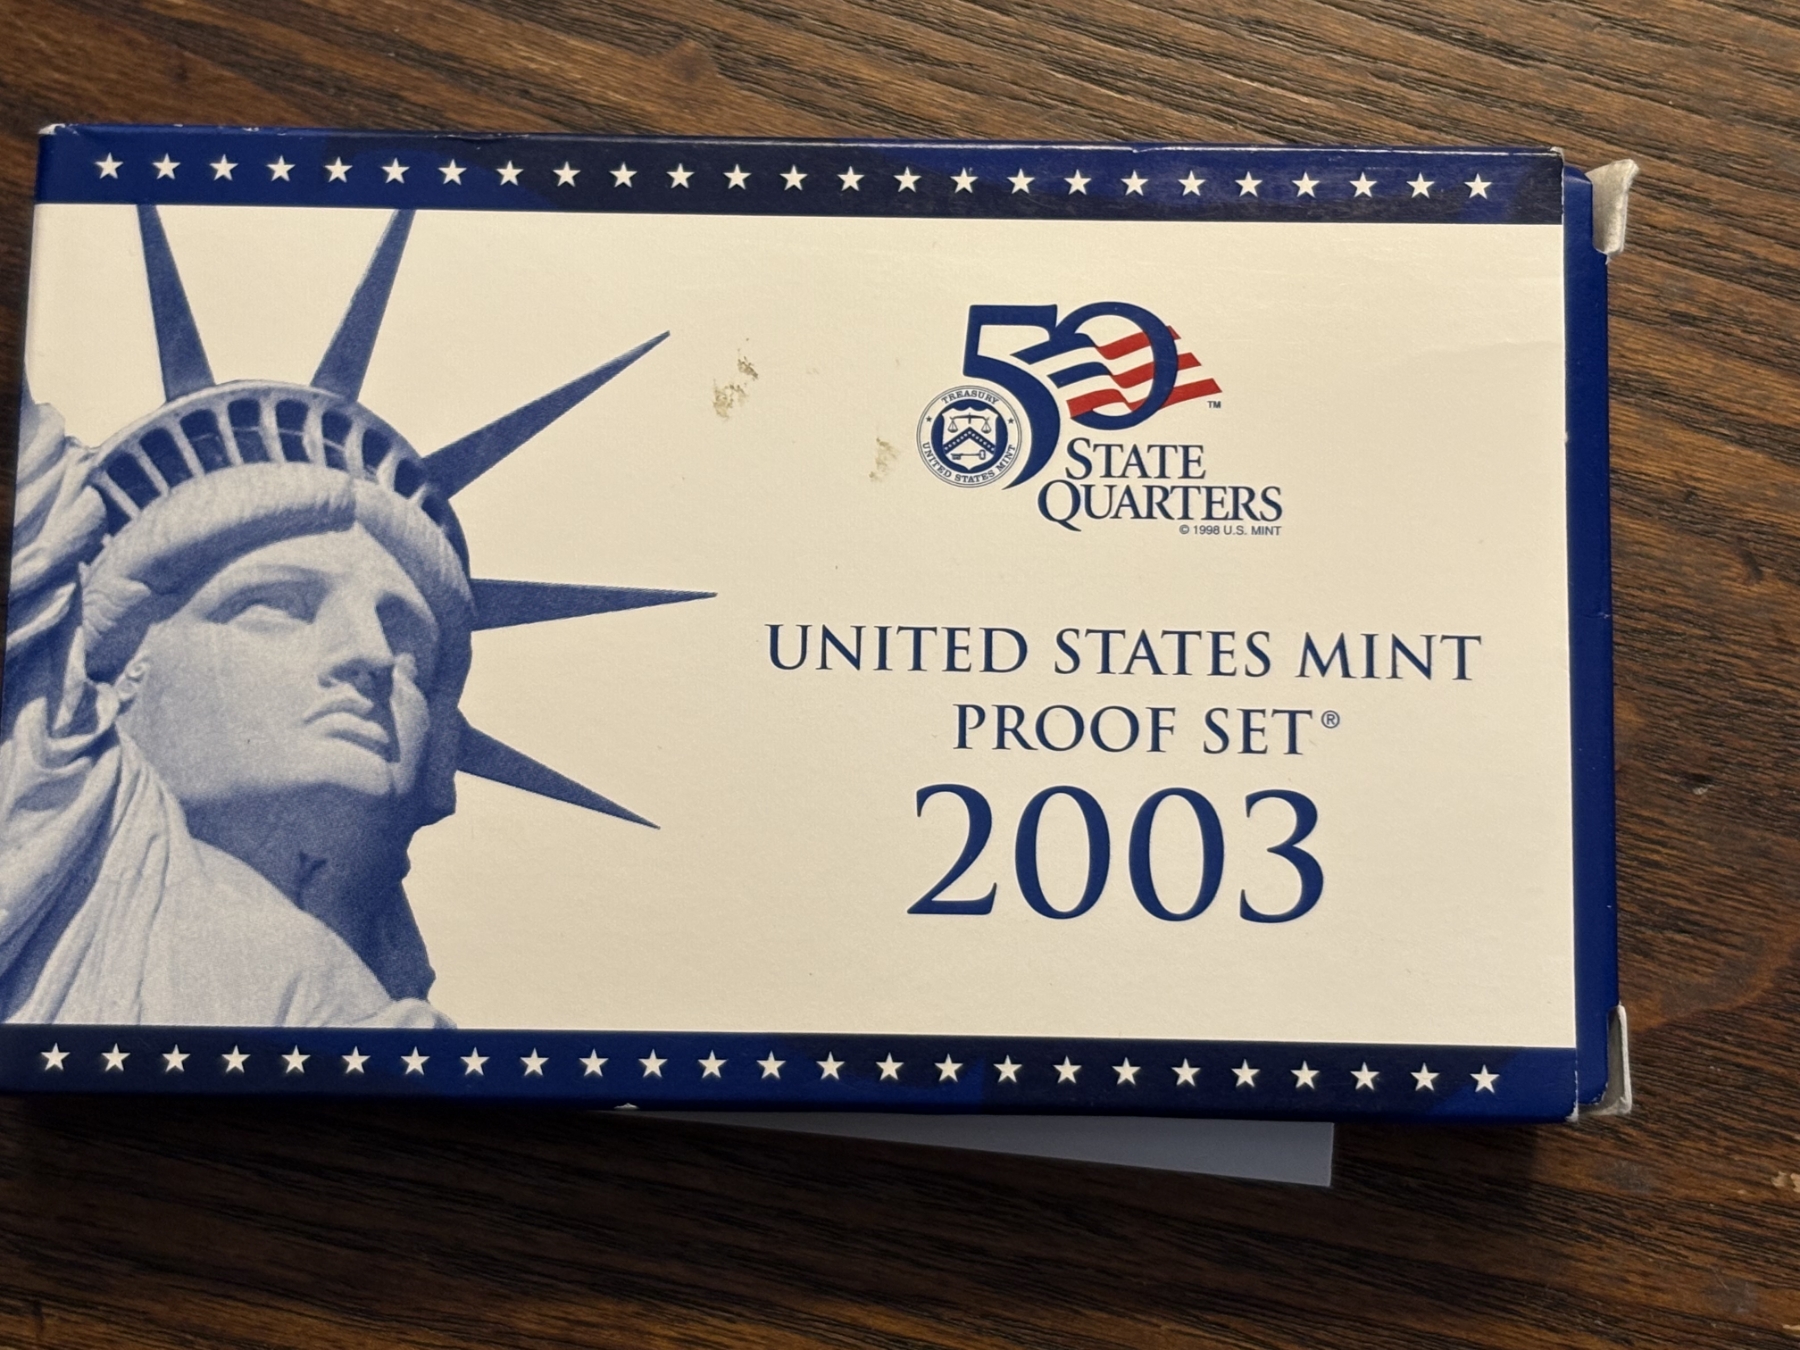 50
TM
TREASURY
UNITED STATES MINT
STATE
QUARTERS
© 1998 U.S. MINT
UNITED STATES MINT
PROOF SET®
2003